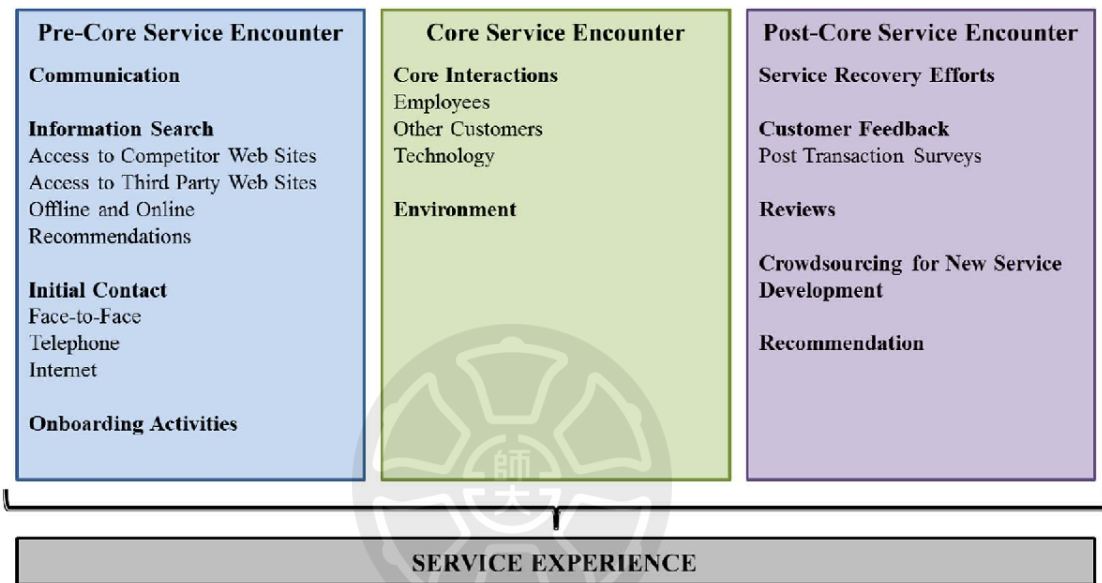 Pre-Core Service Encounter
Communication
Information Search
Access to Competitor Web Sites
Access to Third Party Web Sites
Offline and Online
Recommendations
Initial Contact
Face-to-Face
Telephone
Internet
Onboarding Activities
Core Service Encounter
Core Interactions
Employees
Other Customers
Technology
Environment
Post-Core Service Encounter
Service Recovery Efforts
Customer Feedback
Post Transaction Surveys
Reviews
Crowdsourcing for New Service
Development
Recommendation
師大
SERVICE EXPERIENCE